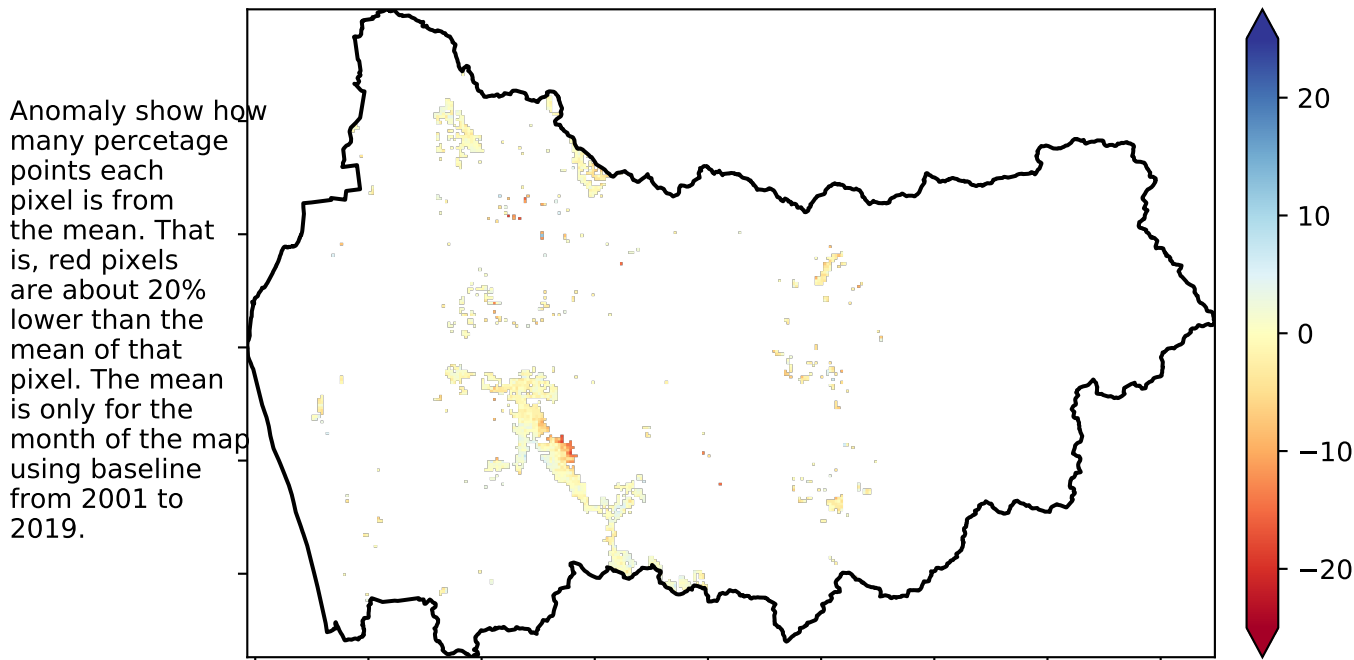 Anomaly show how
many percetage
points each
pixel is from
the mean. That
is, red pixels
are about 20%
lower than the
mean of that
pixel. The mean
is only for the
month of the map
using baseline
from 2001 to
2019.
20
10
0
−10
−20